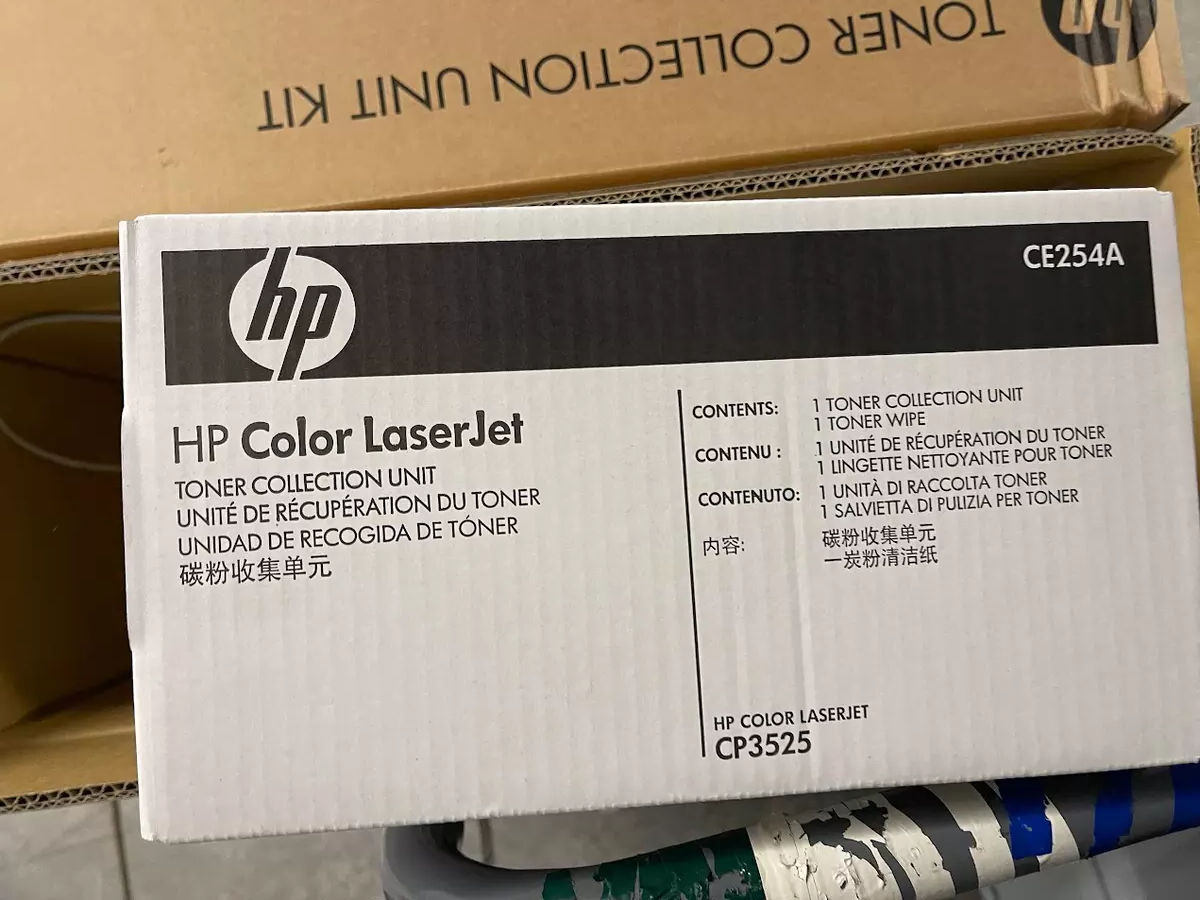 TONER COLLECTION UNIT KIT
hp
hp
CE254A
HP Color LaserJet
TONER COLLECTION UNIT
UNITÉ DE RÉCUPÉRATION DU TONER
UNIDAD DE RECOGIDA DE TÓNER
碳粉收集单元
CONTENTS: 1 TONER COLLECTION UNIT
1 TONER WIPE
CONTENU : 1 UNITÉ DE RÉCUPÉRATION DU TONER
1 LINGETTE NETTOYANTE POUR TONER
CONTENUTO: 1 UNITÀ DI RACCOLTA TONER
1 SALVIETTA DI PULIZIA PER TONER
内容: 碳粉收集单元
一炭粉清洁纸
HP COLOR LASERJET
CP3525